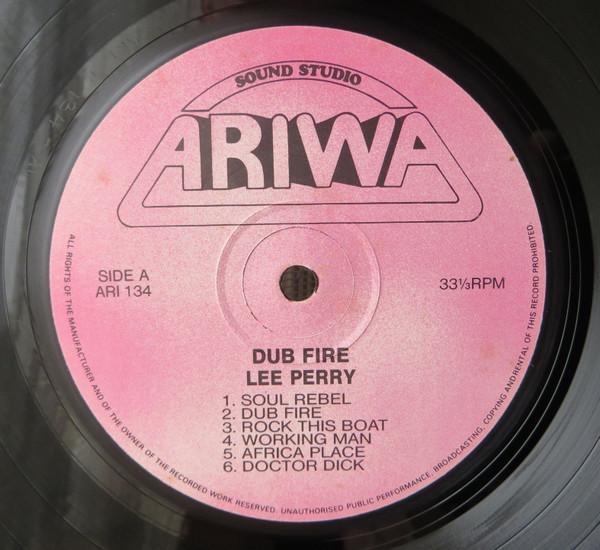 SOUND STUDIO
ARIWA
SIDE A
ARI 134
33⅓RPM
DUB FIRE
LEE PERRY
1. SOUL REBEL
2. DUB FIRE
3. ROCK THIS BOAT
4. WORKING MAN
5. AFRICA PLACE
6. DOCTOR DICK
ALL RIGHTS OF THE MANUFACTURER AND OF THE OWNER OF THE RECORDED WORK RESERVED. UNAUTHORISED PUBLIC PERFORMANCE, BROADCASTING, COPYING AND RENTAL OF THIS RECORD PROHIBITED.